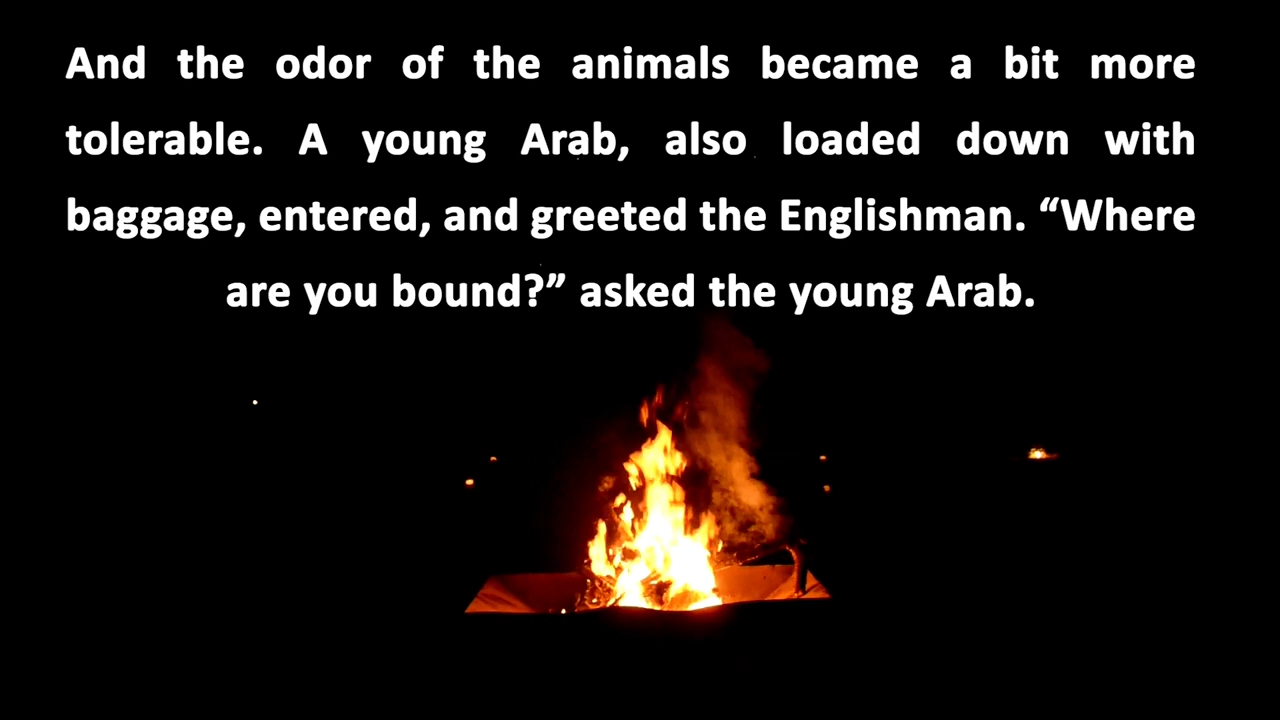 And the odor of the animals became a bit more
tolerable. A young Arab, also loaded down with
baggage, entered, and greeted the Englishman. “Where
are you bound?” asked the young Arab.